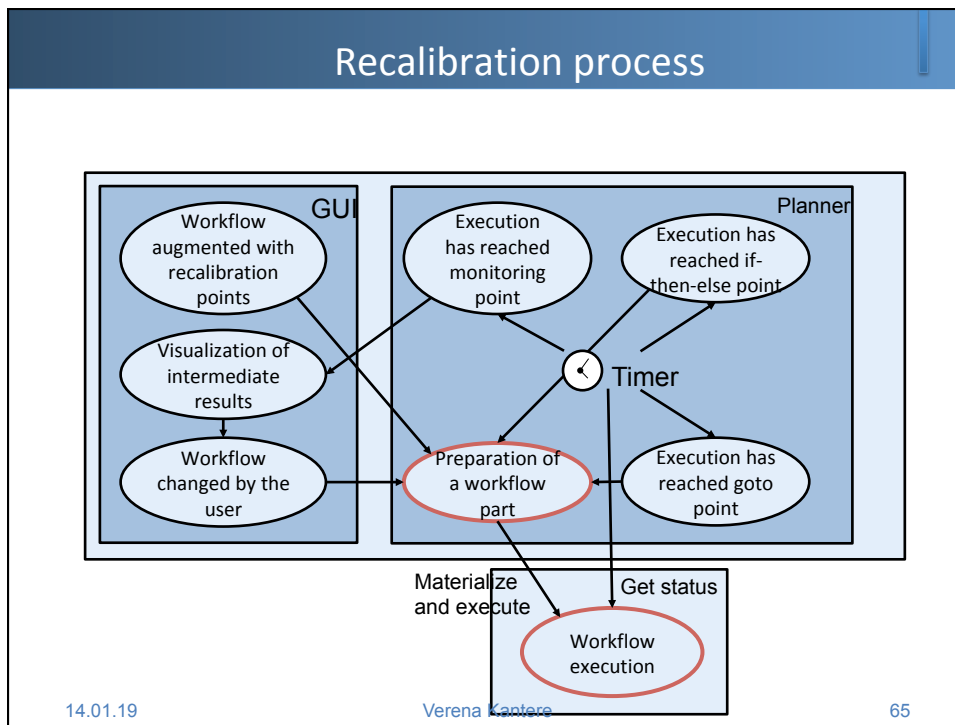 Recalibration process
GUI
Workflow
augmented with
recalibration
points
Visualization of
intermediate
results
Workflow
changed by the
user
Planner
Execution
has reached
monitoring
point
Execution has
reached if-
then-else point
Timer
Preparation of
a workflow
part
Execution has
reached goto
point
Materialize
and execute
Get status
Workflow
execution
14.01.19
Verena Kantere
65